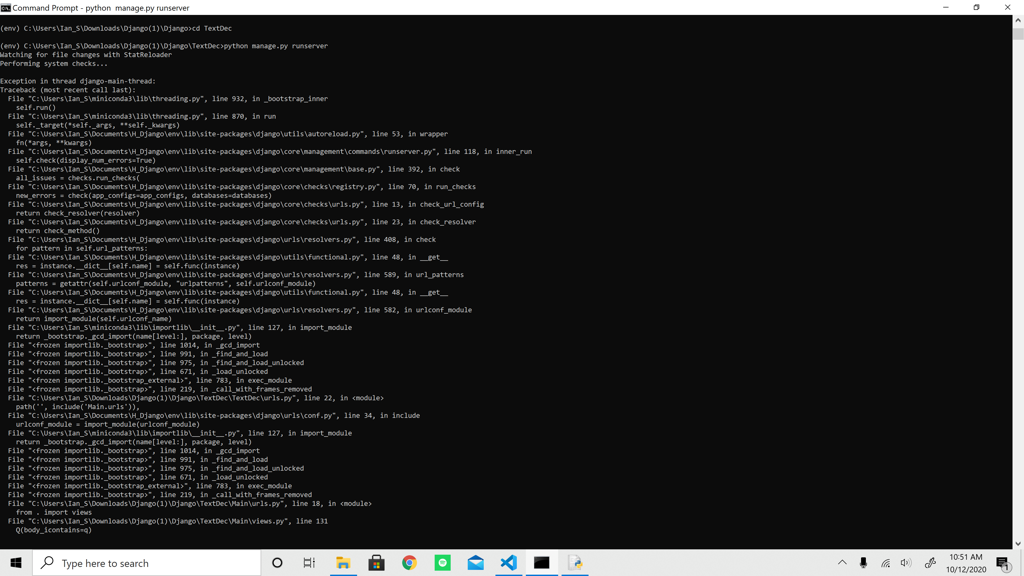 Command Prompt - python  manage.py runserver
(env) C:\Users\Ian_S\Downloads\Django(1)\Django>cd TextDec
(env) C:\Users\Ian_S\Downloads\Django(1)\Django\TextDec>python manage.py runserver
Watching for file changes with StatReloader
Performing system checks...
Exception in thread django-main-thread:
Traceback (most recent call last):
  File "C:\Users\Ian_S\miniconda3\lib\threading.py", line 932, in _bootstrap_inner
    self.run()
  File "C:\Users\Ian_S\miniconda3\lib\threading.py", line 870, in run
    self._target(*self._args, **self._kwargs)
  File "C:\Users\Ian_S\Documents\H_Django\env\lib\site-packages\django\utils\autoreload.py", line 53, in wrapper
    fn(*args, **kwargs)
  File "C:\Users\Ian_S\Documents\H_Django\env\lib\site-packages\django\core\management\commands\runserver.py", line 118, in inner_run
    self.check(display_num_errors=True)
  File "C:\Users\Ian_S\Documents\H_Django\env\lib\site-packages\django\core\management\base.py", line 392, in check
    all_issues = checks.run_checks(
  File "C:\Users\Ian_S\Documents\H_Django\env\lib\site-packages\django\core\checks\registry.py", line 70, in run_checks
    new_errors = check(app_configs=app_configs, databases=databases)
  File "C:\Users\Ian_S\Documents\H_Django\env\lib\site-packages\django\core\checks\urls.py", line 13, in check_url_config
    return check_resolver(resolver)
  File "C:\Users\Ian_S\Documents\H_Django\env\lib\site-packages\django\core\checks\urls.py", line 23, in check_resolver
    return check_method()
  File "C:\Users\Ian_S\Documents\H_Django\env\lib\site-packages\django\urls\resolvers.py", line 408, in check
    for pattern in self.url_patterns:
  File "C:\Users\Ian_S\Documents\H_Django\env\lib\site-packages\django\utils\functional.py", line 48, in __get__
    res = instance.__dict__[self.name] = self.func(instance)
  File "C:\Users\Ian_S\Documents\H_Django\env\lib\site-packages\django\urls\resolvers.py", line 589, in url_patterns
    patterns = getattr(self.urlconf_module, "urlpatterns", self.urlconf_module)
  File "C:\Users\Ian_S\Documents\H_Django\env\lib\site-packages\django\utils\functional.py", line 48, in __get__
    res = instance.__dict__[self.name] = self.func(instance)
  File "C:\Users\Ian_S\Documents\H_Django\env\lib\site-packages\django\urls\resolvers.py", line 582, in urlconf_module
    return import_module(self.urlconf_name)
  File "C:\Users\Ian_S\miniconda3\lib\importlib\__init__.py", line 127, in import_module
    return _bootstrap._gcd_import(name[level:], package, level)
  File "<frozen importlib._bootstrap>", line 1014, in _gcd_import
  File "<frozen importlib._bootstrap>", line 991, in _find_and_load
  File "<frozen importlib._bootstrap>", line 975, in _find_and_load_unlocked
  File "<frozen importlib._bootstrap>", line 671, in _load_unlocked
  File "<frozen importlib._bootstrap_external>", line 783, in exec_module
  File "<frozen importlib._bootstrap>", line 219, in _call_with_frames_removed
  File "C:\Users\Ian_S\Downloads\Django(1)\Django\TextDec\TextDec\urls.py", line 22, in <module>
    path('', include('Main.urls')),
  File "C:\Users\Ian_S\Documents\H_Django\env\lib\site-packages\django\urls\conf.py", line 34, in include
    urlconf_module = import_module(urlconf_module)
  File "C:\Users\Ian_S\miniconda3\lib\importlib\__init__.py", line 127, in import_module
    return _bootstrap._gcd_import(name[level:], package, level)
  File "<frozen importlib._bootstrap>", line 1014, in _gcd_import
  File "<frozen importlib._bootstrap>", line 991, in _find_and_load
  File "<frozen importlib._bootstrap>", line 975, in _find_and_load_unlocked
  File "<frozen importlib._bootstrap>", line 671, in _load_unlocked
  File "<frozen importlib._bootstrap_external>", line 783, in exec_module
  File "<frozen importlib._bootstrap>", line 219, in _call_with_frames_removed
  File "C:\Users\Ian_S\Downloads\Django(1)\Django\TextDec\Main\urls.py", line 18, in <module>
    from . import views
  File "C:\Users\Ian_S\Downloads\Django(1)\Django\TextDec\Main\views.py", line 131
    Q(body_icontains=q)
Type here to search
10:51 AM
10/12/2020
1